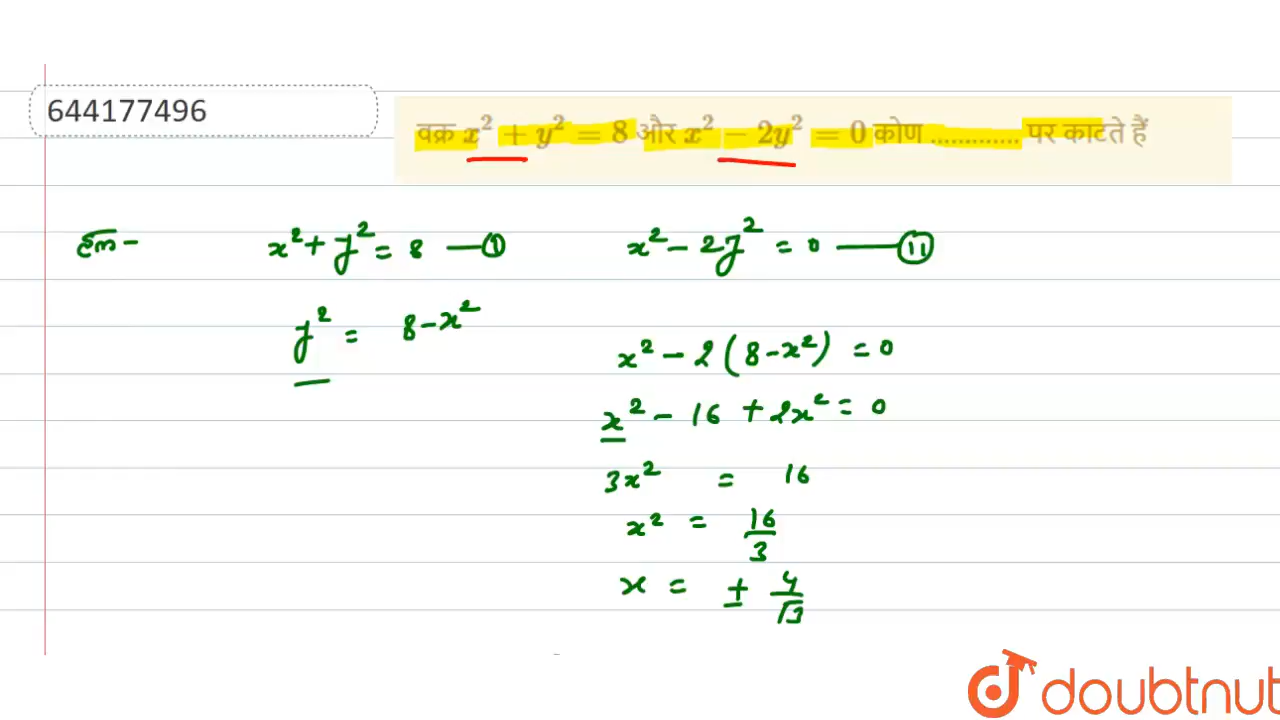 644177496
वक्र x² + y² = 8 और x² − 2y² = 0 कोण ............. पर काटते हैं
हल - x² + y² = 8 — ① x² − 2y² = 0 — ⑪
y² = 8 − x²
x² − 2(8 − x²) = 0
x² − 16 + 2x² = 0
3x² = 16
x² = 16/3
x = ± 4/√3
doubtnut